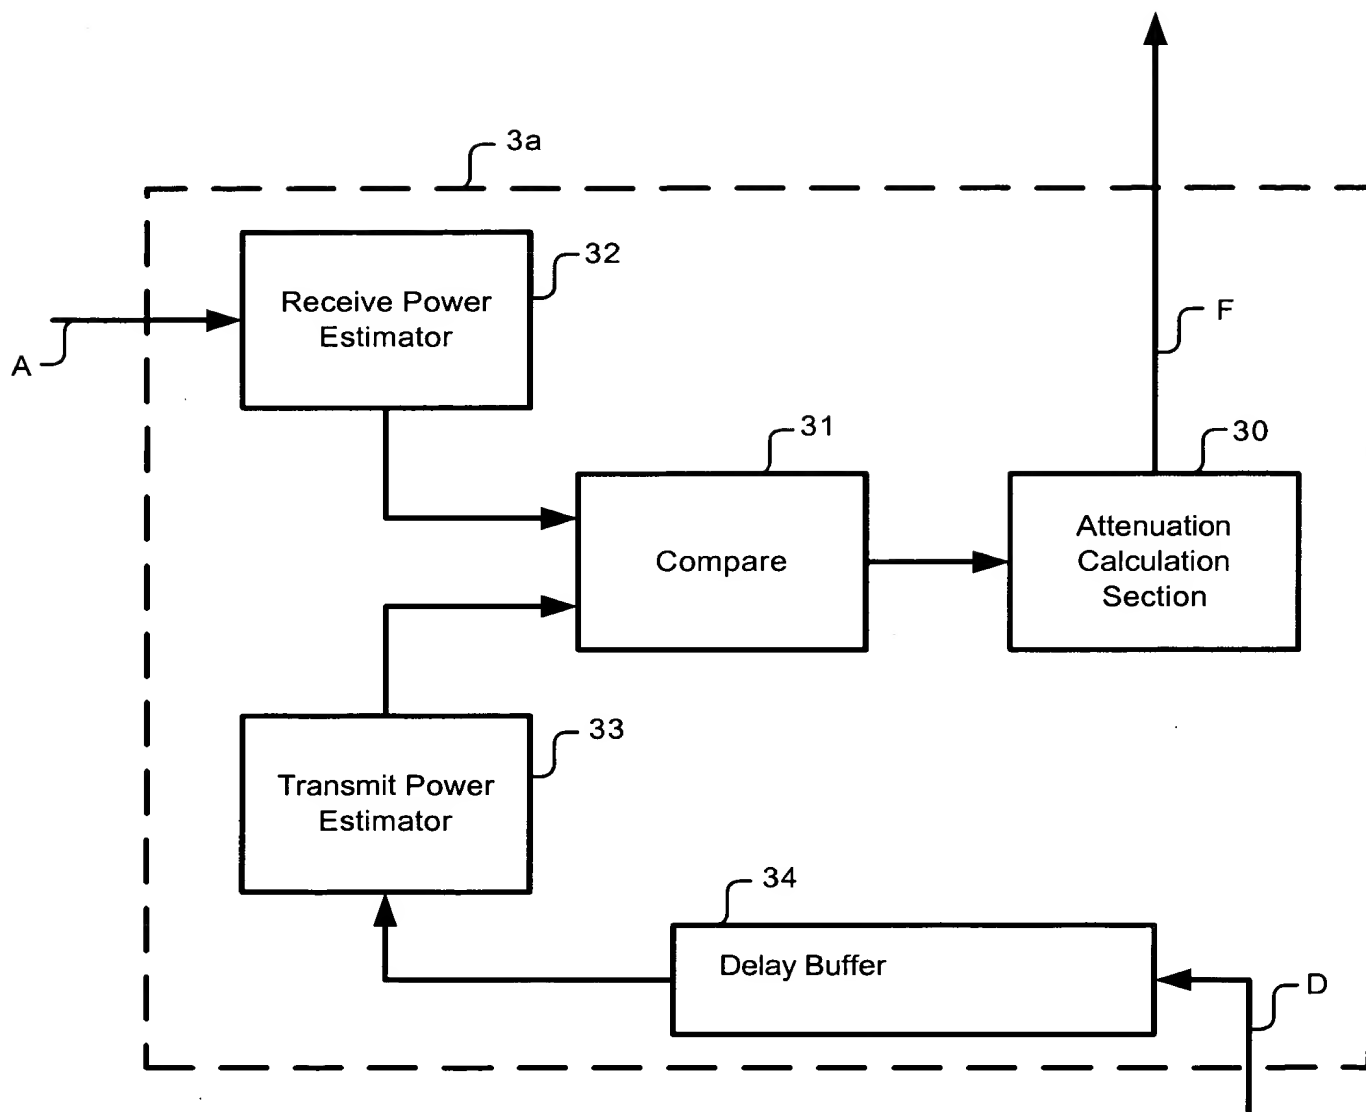 3a
32
Receive Power
Estimator
A
F
31
30
Compare
Attenuation
Calculation
Section
33
Transmit Power
Estimator
34
Delay Buffer
D